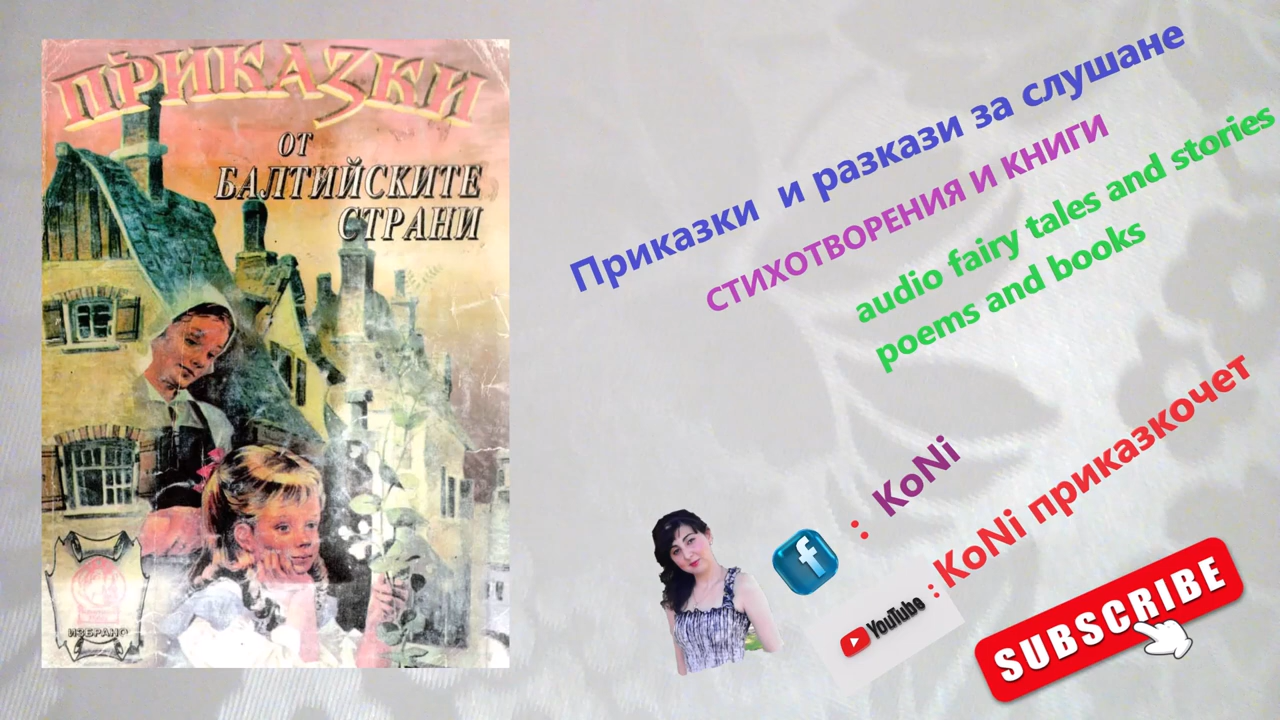 ПРИКАЗКИ
ОТ
БАЛТИЙСКИТЕ
СТРАНИ
ИЗБРАНО
Приказки и разкази за слушане
СТИХОТВОРЕНИЯ И КНИГИ
audio fairy tales and stories
poems and books
f : KoNi
YouTube : KoNi приказкочет
SUBSCRIBE